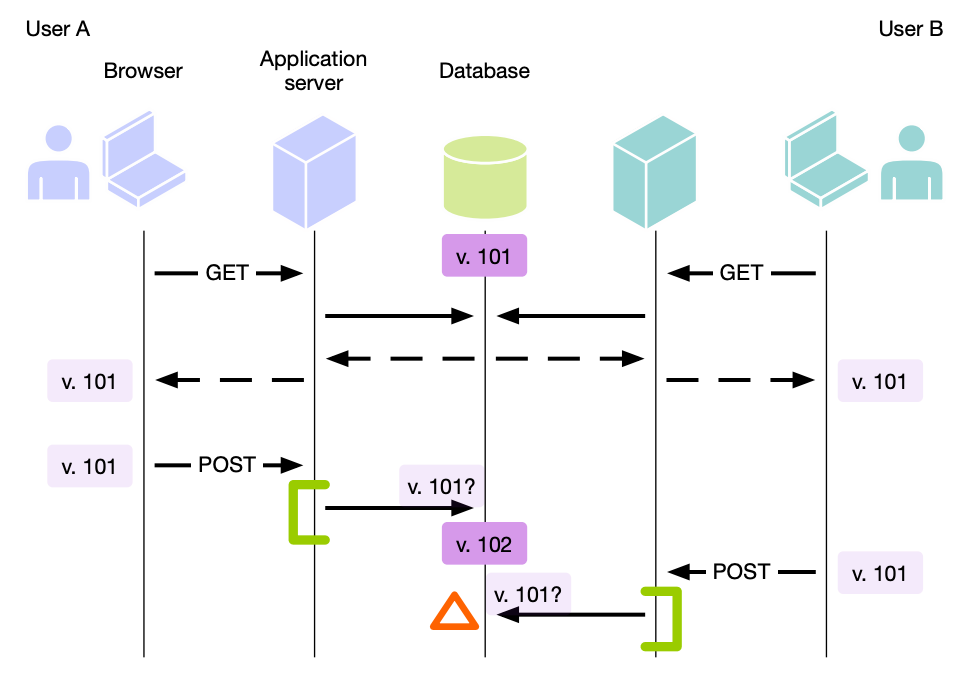 User A
User B
Browser
Application
server
Database
v. 101
GET
GET
v. 101
v. 101
v. 101
POST
v. 101?
v. 102
POST
v. 101
v. 101?